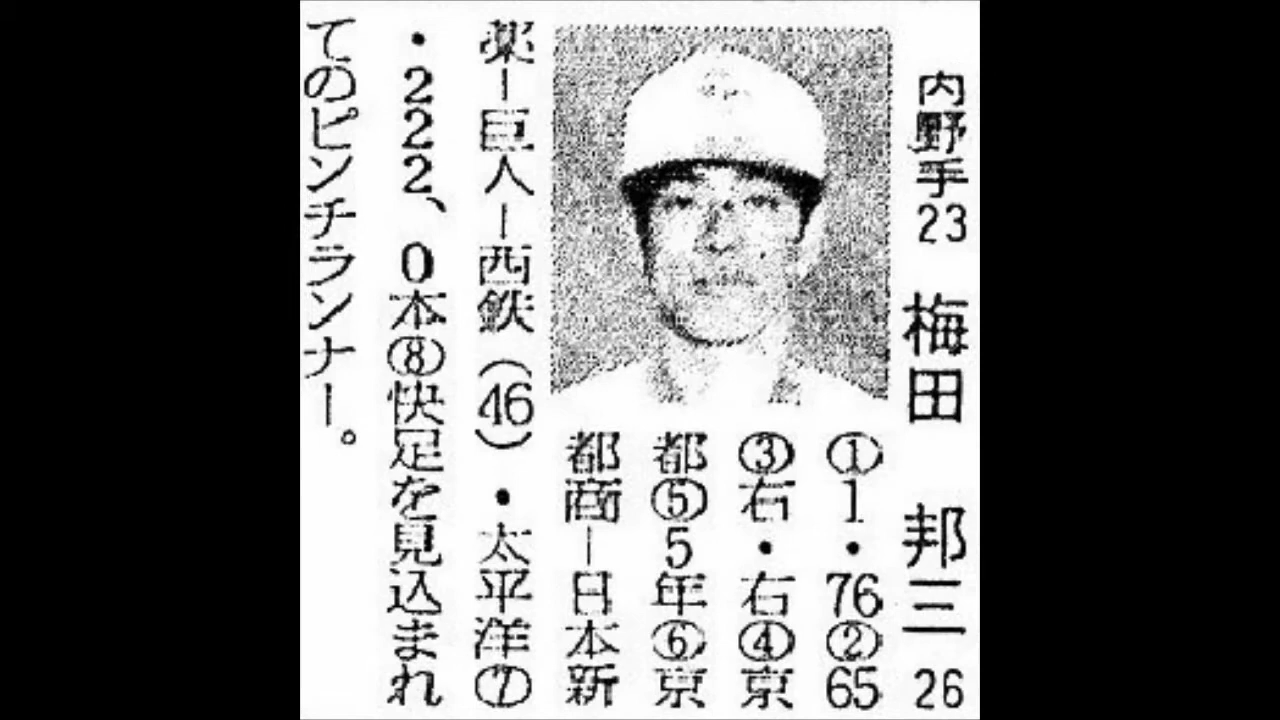 内野手23 梅田 邦三 26
①1・76②65
③右・右④京
都⑤5年⑥京
都商―日本新
薬―巨人―西鉄(46)・太平洋⑦
・222、0本⑧快足を見込まれ
てのピンチランナー。